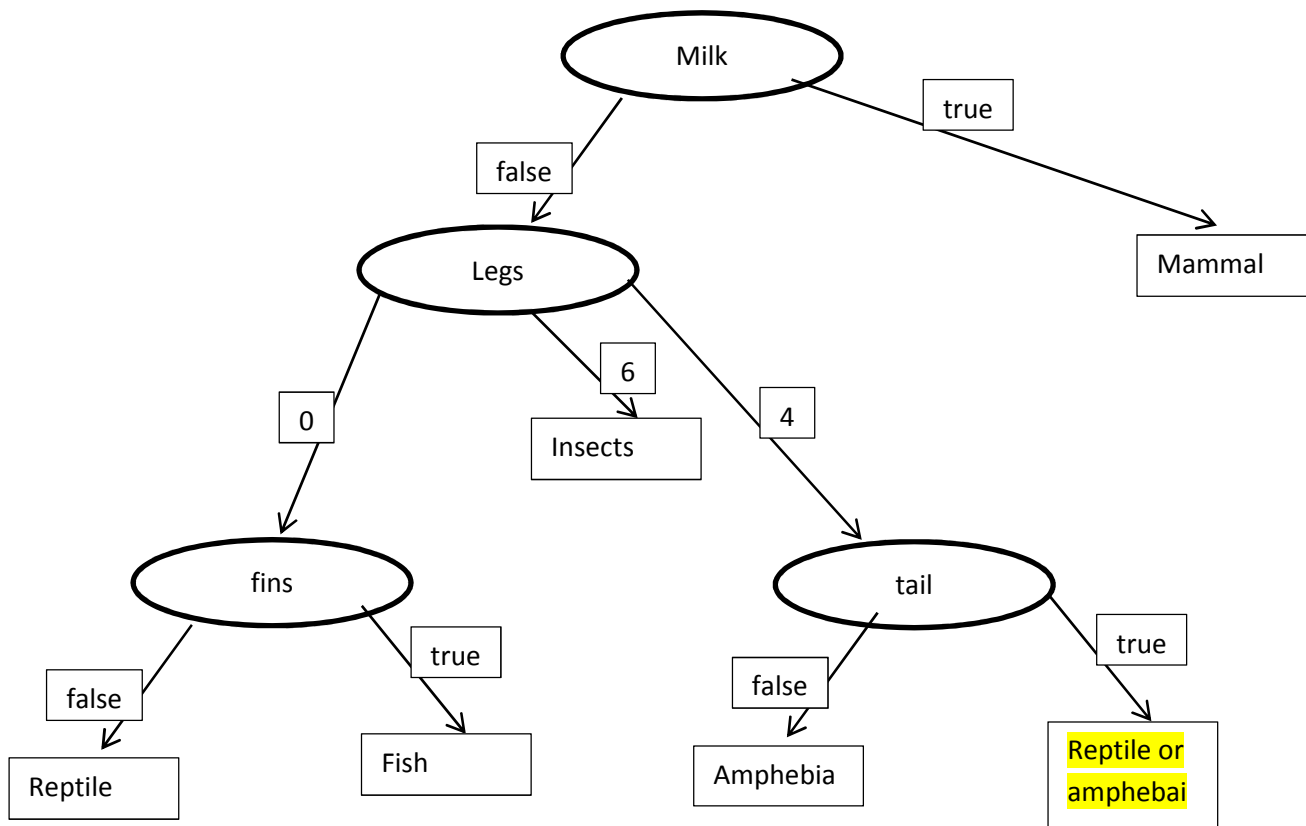 Milk
true
false
Legs
Mammal
6
0
4
Insects
fins
tail
true
true
false
false
Reptile or
amphebai
Fish
Amphebia
Reptile